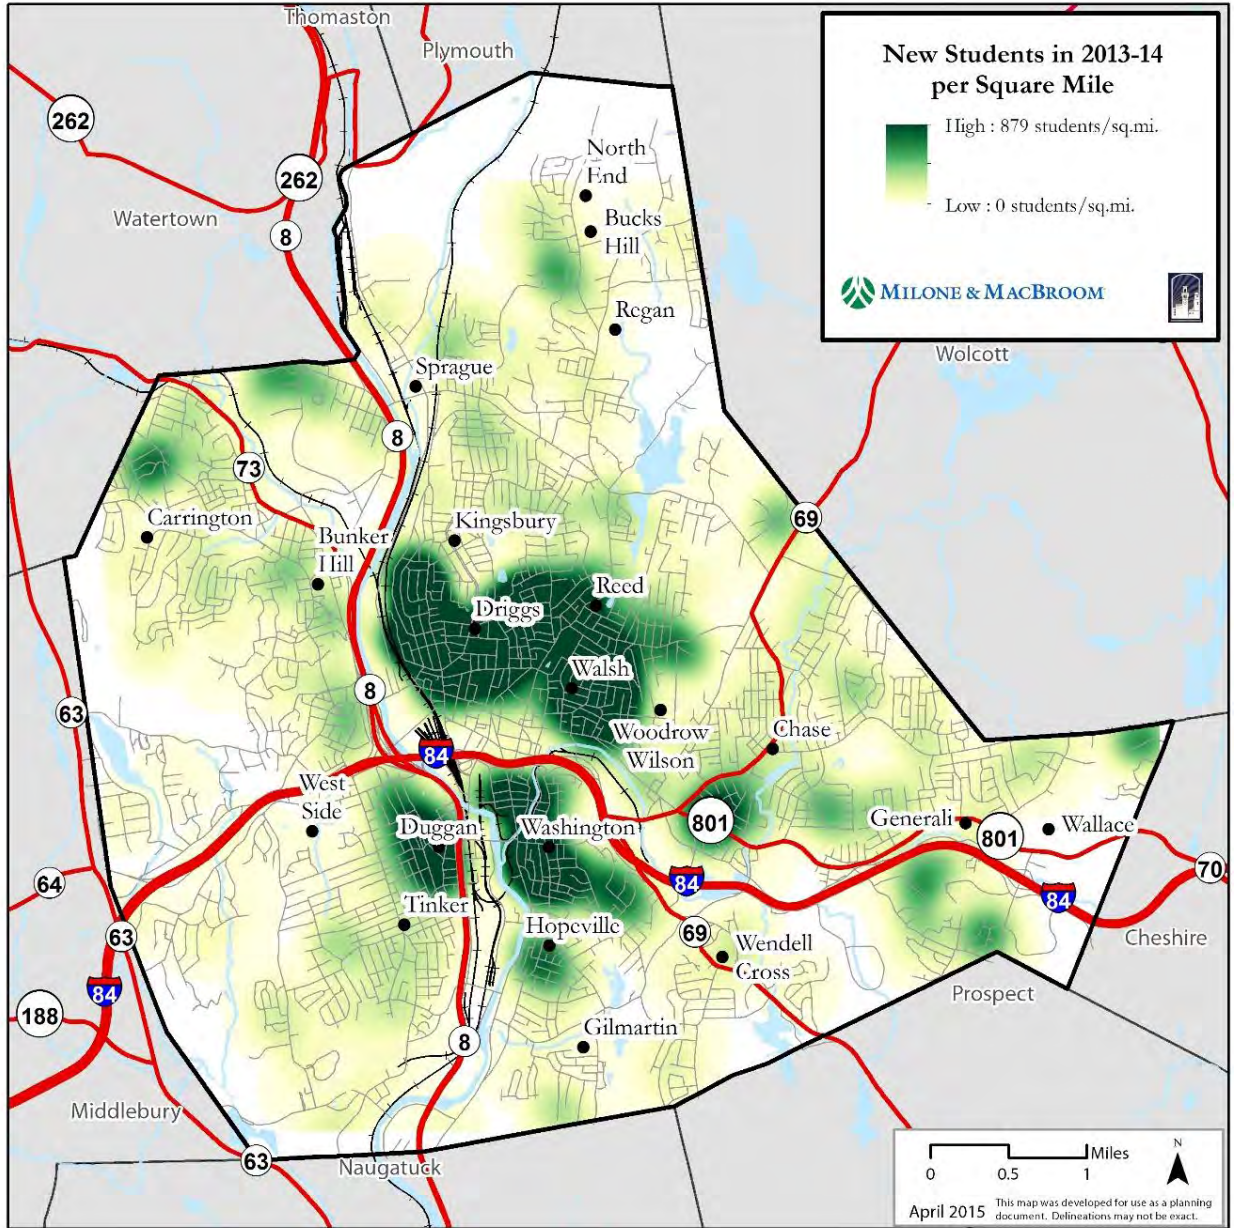 Thomaston
Plymouth
New Students in 2013-14
per Square Mile
High : 879 students/sq.mi.
Low : 0 students/sq.mi.
MILONE & MACBROOM
262
262
Watertown
8
North
End
Bucks
Hill
Regan
Wolcott
Sprague
8
73
Carrington
Bunker
Hill
Kingsbury
69
Reed
Driggs
Walsh
8
63
Woodrow
Wilson
Chase
84
West
Side
Duggan
Washington
801
Generali
801
Wallace
70
64
84
84
Tinker
Hopeville
69
Wendell
Cross
Cheshire
63
84
Prospect
188
8
Gilmartin
Middlebury
63
Naugatuck
Miles
0
0.5
1
N
April 2015
This map was developed for use as a planning
document. Delineations may not be exact.